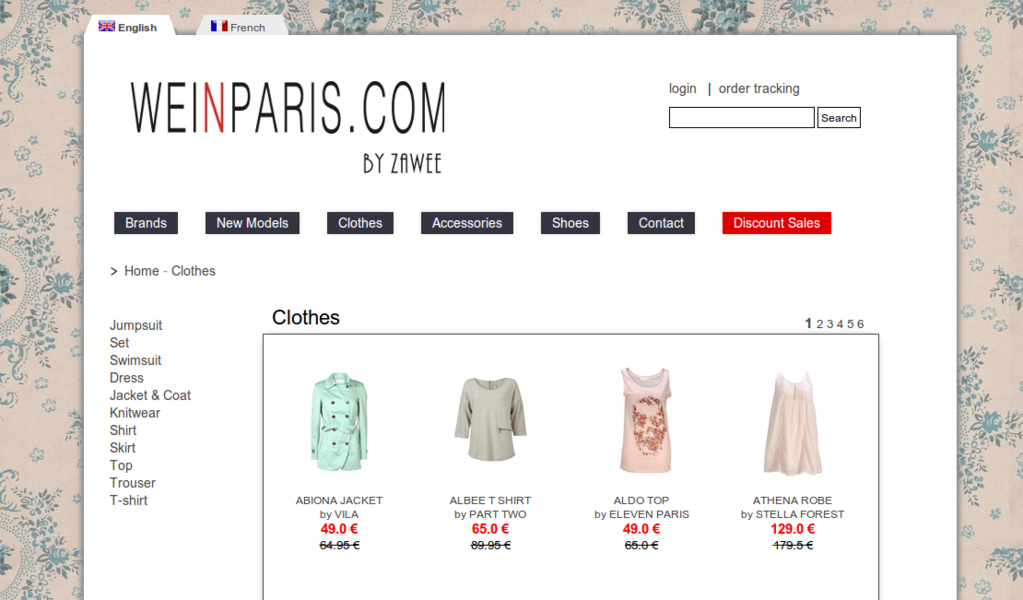 English
French
WEINPARIS.COM
BY ZAWEE
login | order tracking
Search
Brands
New Models
Clothes
Accessories
Shoes
Contact
Discount Sales
> Home - Clothes
Jumpsuit
Set
Swimsuit
Dress
Jacket & Coat
Knitwear
Shirt
Skirt
Top
Trouser
T-shirt
Clothes
1 2 3 4 5 6
ABIONA JACKET
by VILA
49.0 €
64.95 €
ALBEE T SHIRT
by PART TWO
65.0 €
89.95 €
ALDO TOP
by ELEVEN PARIS
49.0 €
65.0 €
ATHENA ROBE
by STELLA FOREST
129.0 €
179.5 €